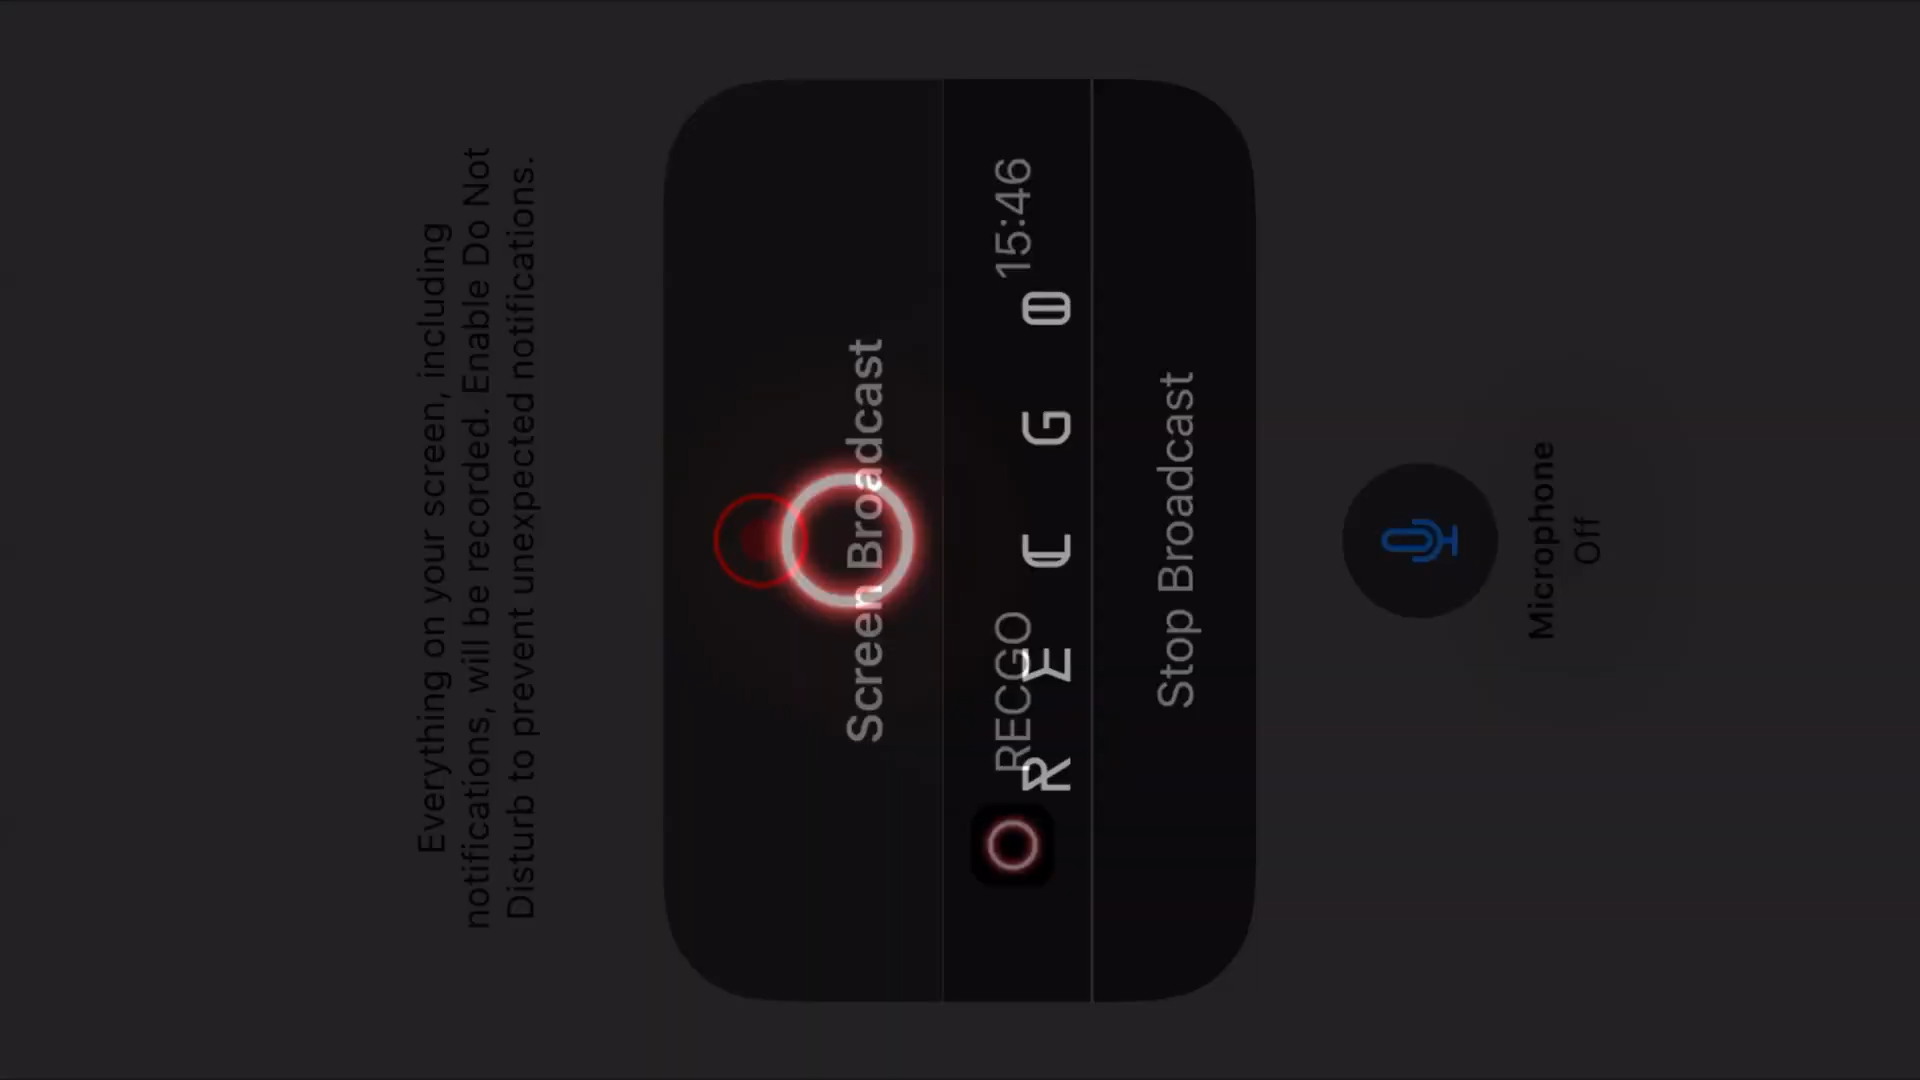 Everything on your screen, including
notifications, will be recorded. Enable Do Not
Disturb to prevent unexpected notifications.
Screen Broadcast
RECGO 15:46
RECGO
Stop Broadcast
Microphone
Off